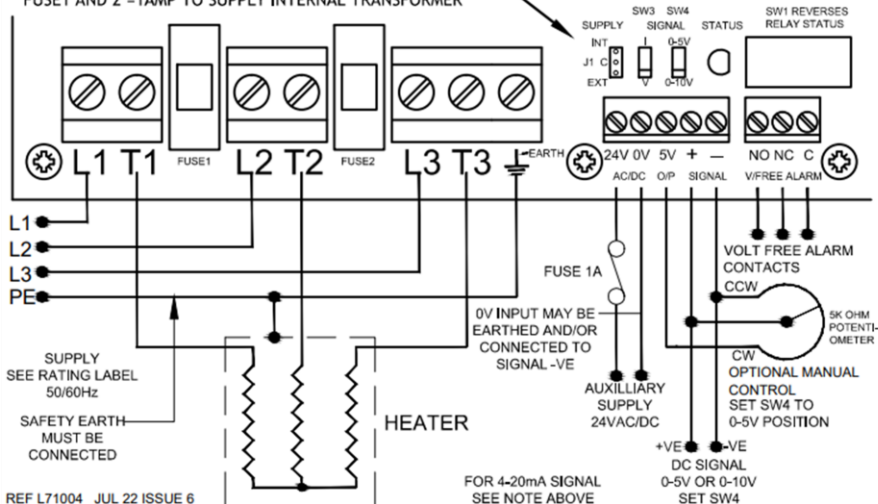 FUSE1 AND 2 =1AMP TO SUPPLY INTERNAL TRANSFORMER
SW3 SW4
SUPPLY SIGNAL STATUS
SW1 REVERSES
RELAY STATUS
INT I 0-5V
J1 C
EXT V 0-10V
L1 T1 FUSE1 L2 T2 FUSE2 L3 T3 EARTH
24V 0V 5V + — NO NC C
AC/DC O/P SIGNAL V/FREE ALARM
L1
L2
L3
PE
VOLT FREE ALARM
CONTACTS
FUSE 1A
CCW
0V INPUT MAY BE
EARTHED AND/OR
CONNECTED TO
SIGNAL -VE
5K OHM
POTENTI-
OMETER
CW
SUPPLY
SEE RATING LABEL
50/60Hz
OPTIONAL MANUAL
CONTROL
SET SW4 TO
0-5V POSITION
AUXILLIARY
SUPPLY
24VAC/DC
SAFETY EARTH
MUST BE
CONNECTED
HEATER
+VE -VE
DC SIGNAL
0-5V OR 0-10V
SET SW4
FOR 4-20mA SIGNAL
SEE NOTE ABOVE
REF L71004 JUL 22 ISSUE 6